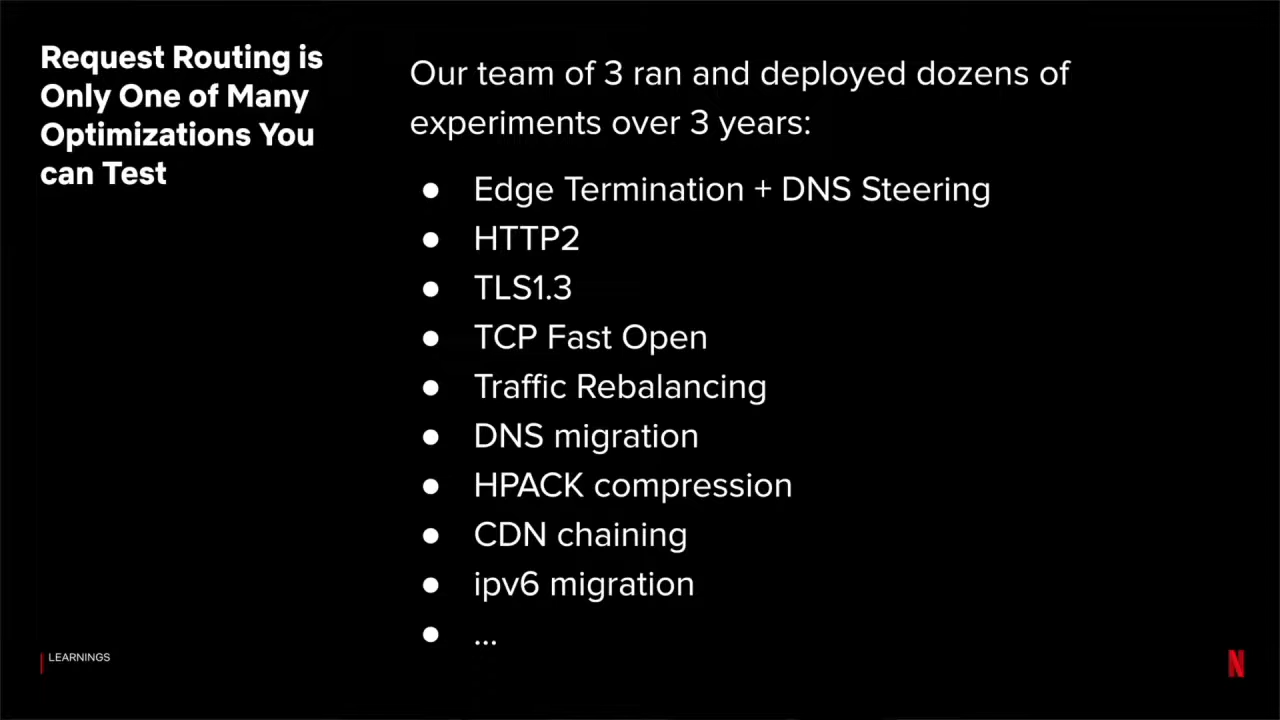 Request Routing is
Only One of Many
Optimizations You
can Test
Our team of 3 ran and deployed dozens of
experiments over 3 years:
● Edge Termination + DNS Steering
● HTTP2
● TLS1.3
● TCP Fast Open
● Traffic Rebalancing
● DNS migration
● HPACK compression
● CDN chaining
● ipv6 migration
● ...
LEARNINGS
N